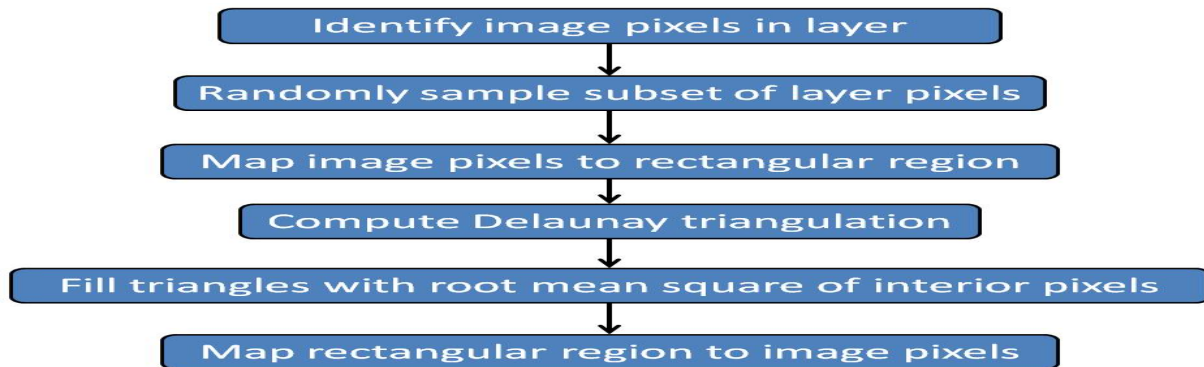 Identify image pixels in layer
Randomly sample subset of layer pixels
Map image pixels to rectangular region
Compute Delaunay triangulation
Fill triangles with root mean square of interior pixels
Map rectangular region to image pixels